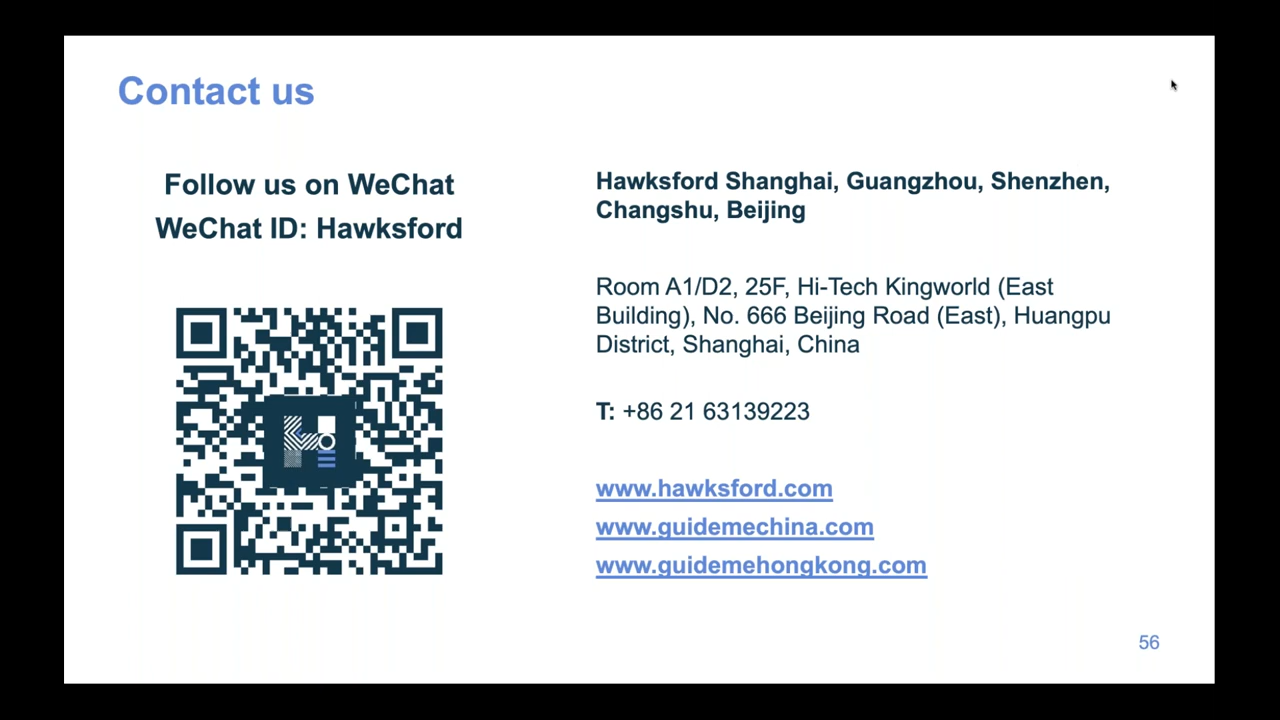 Contact us
Follow us on WeChat
WeChat ID: Hawksford
Hawksford Shanghai, Guangzhou, Shenzhen,
Changshu, Beijing
Room A1/D2, 25F, Hi-Tech Kingworld (East
Building), No. 666 Beijing Road (East), Huangpu
District, Shanghai, China
T: +86 21 63139223
www.hawksford.com
www.guidemechina.com
www.guidemehongkong.com
56